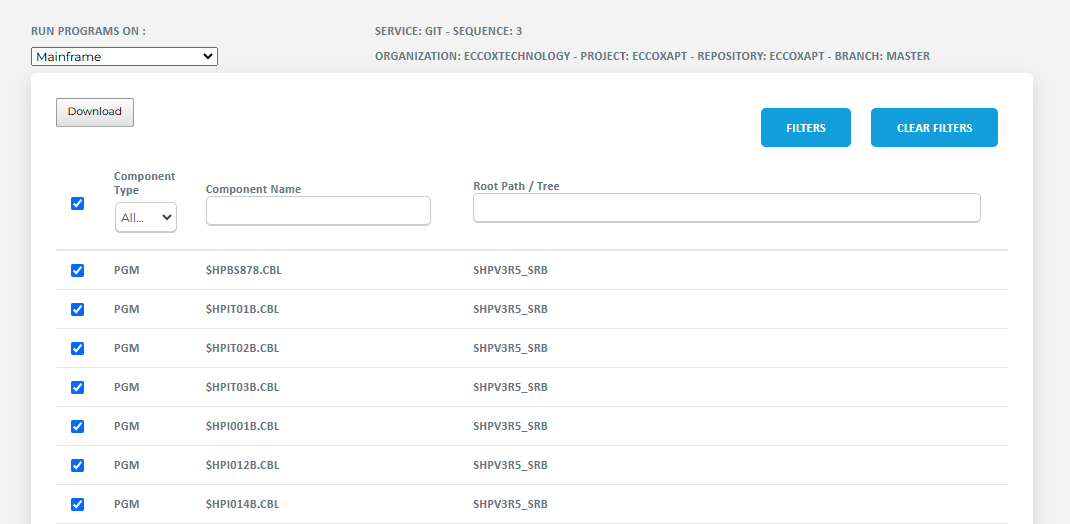 RUN PROGRAMS ON :
SERVICE: GIT - SEQUENCE: 3
Mainframe
ORGANIZATION: ECCOXTECHNOLOGY - PROJECT: ECCOXAPT - REPOSITORY: ECCOXAPT - BRANCH: MASTER
Download
FILTERS
CLEAR FILTERS
Component
Type
Component Name
Root Path / Tree
All...
PGM $HPBS878.CBL SHPV3R5_SRB
PGM $HPIT01B.CBL SHPV3R5_SRB
PGM $HPIT02B.CBL SHPV3R5_SRB
PGM $HPIT03B.CBL SHPV3R5_SRB
PGM $HPI001B.CBL SHPV3R5_SRB
PGM $HPI012B.CBL SHPV3R5_SRB
PGM $HPI014B.CBL SHPV3R5_SRB